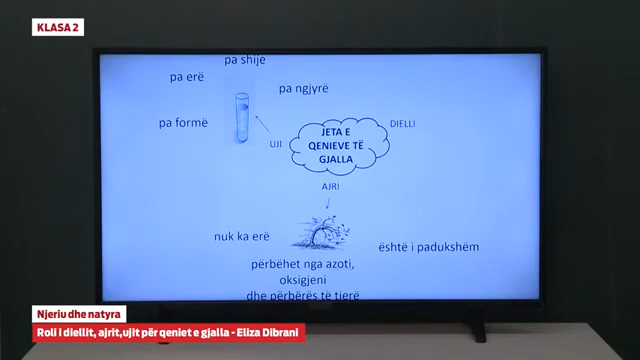 KLASA 2
pa shije
pa erë
pa ngjyrë
pa formë
UJI
JETA E
QENIEVE TË
GJALLA
DIELLI
AJRI
nuk ka erë
është i padukshëm
përbëhet nga azoti,
oksigjeni
dhe përbërës të tjerë
Njeriu dhe natyra
Roli i diellit, ajrit,ujit për qeniet e gjalla - Eliza Dibrani